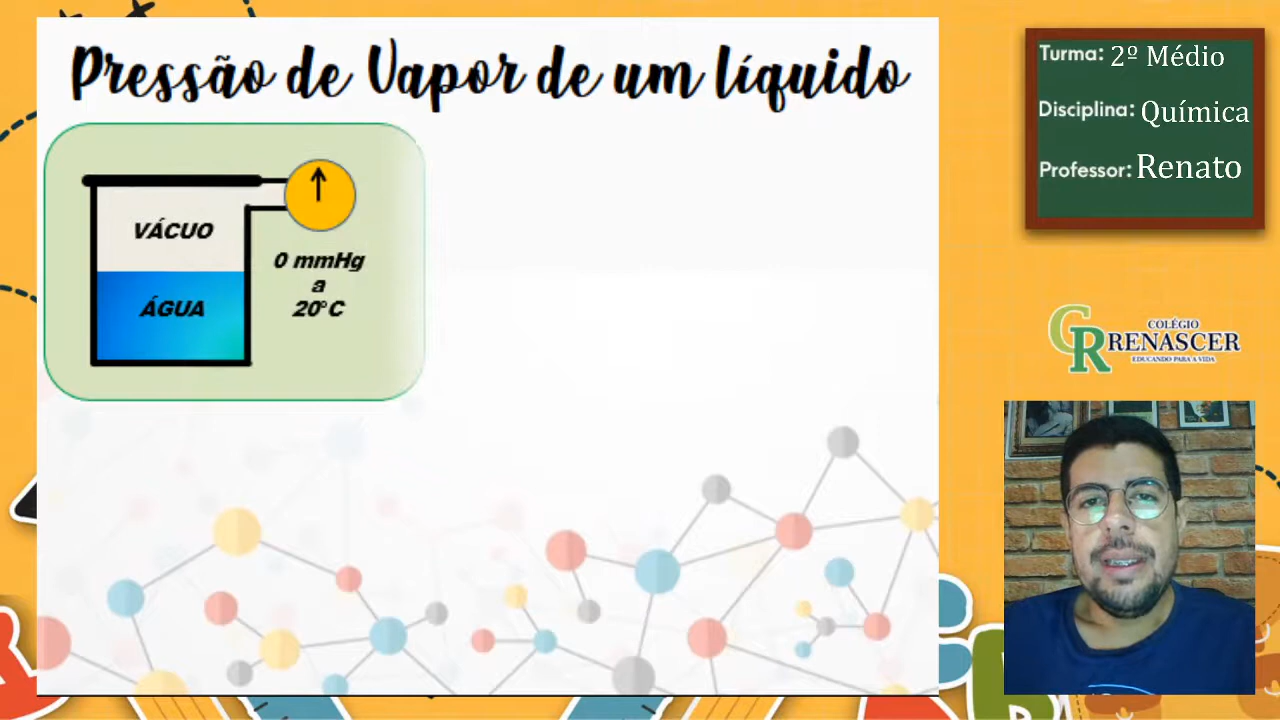 Pressão de Vapor de um líquido
VÁCUO
ÁGUA
0 mmHg
a
20°C
Turma: 2º Médio
Disciplina: Química
Professor: Renato
CR
COLÉGIO
RENASCER
EDUCANDO PARA A VIDA